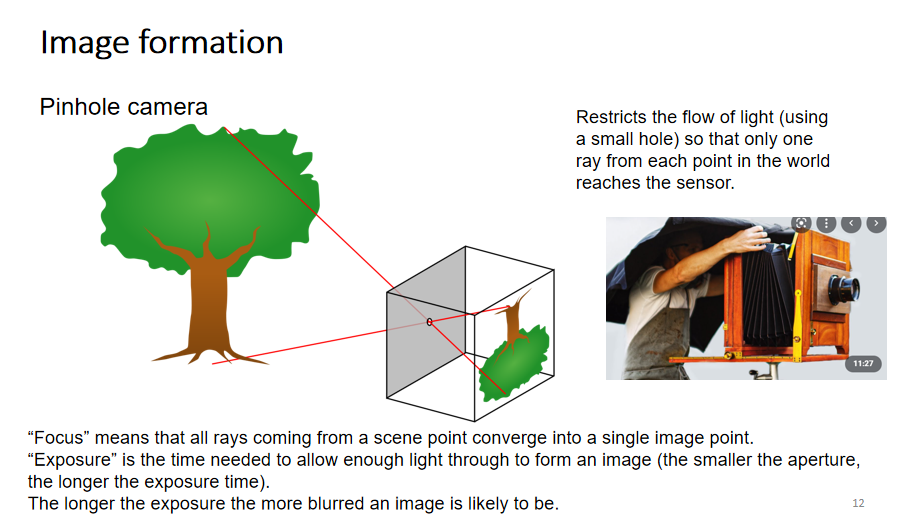 Image formation
Pinhole camera
Restricts the flow of light (using
a small hole) so that only one
ray from each point in the world
reaches the sensor.
11:27
“Focus” means that all rays coming from a scene point converge into a single image point.
“Exposure” is the time needed to allow enough light through to form an image (the smaller the aperture,
the longer the exposure time).
The longer the exposure the more blurred an image is likely to be.
12